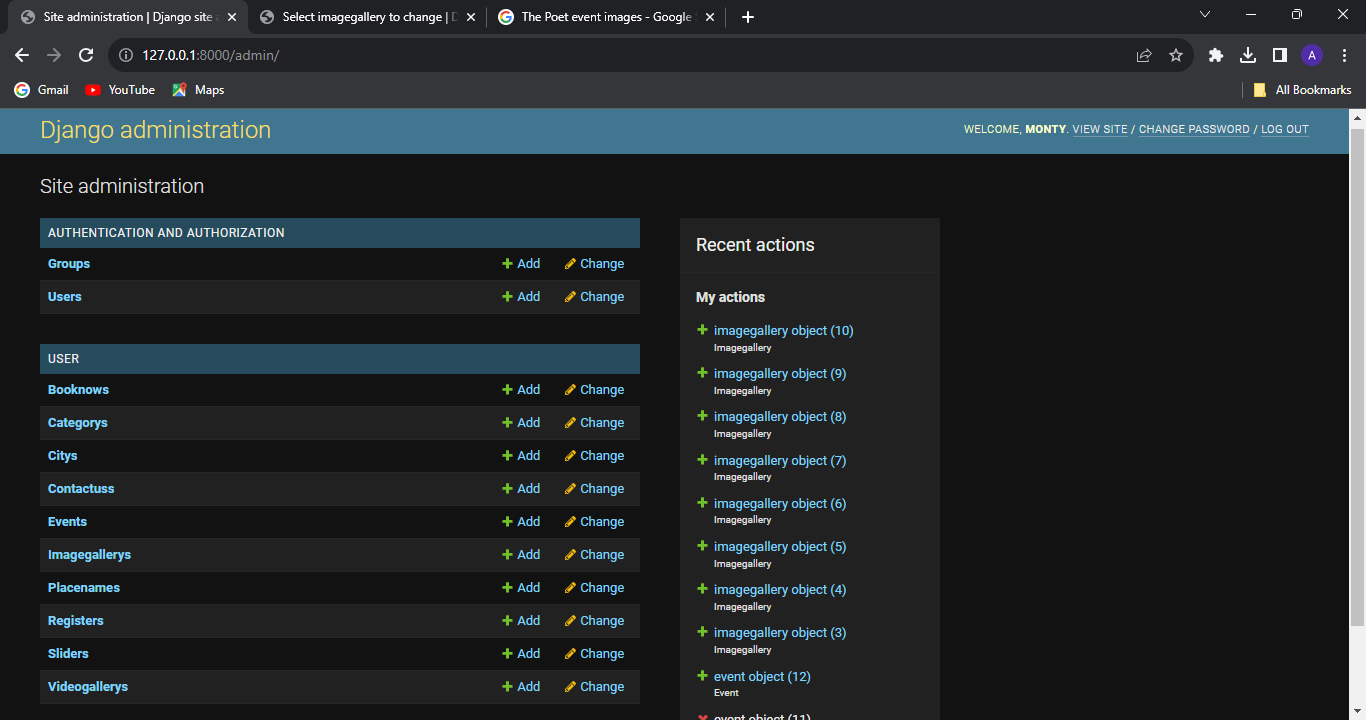 Site administration | Django site a
Select imagegallery to change | D
The Poet event images - Google S
127.0.0.1:8000/admin/
A
Gmail
YouTube
Maps
All Bookmarks
Django administration
WELCOME, MONTY. VIEW SITE / CHANGE PASSWORD / LOG OUT
Site administration
AUTHENTICATION AND AUTHORIZATION
Groups Add Change
Users Add Change
USER
Booknows Add Change
Categorys Add Change
Citys Add Change
Contactuss Add Change
Events Add Change
Imagegallerys Add Change
Placenames Add Change
Registers Add Change
Sliders Add Change
Videogallerys Add Change
Recent actions
My actions
imagegallery object (10)
Imagegallery
imagegallery object (9)
Imagegallery
imagegallery object (8)
Imagegallery
imagegallery object (7)
Imagegallery
imagegallery object (6)
Imagegallery
imagegallery object (5)
Imagegallery
imagegallery object (4)
Imagegallery
imagegallery object (3)
Imagegallery
event object (12)
Event
event object (11)